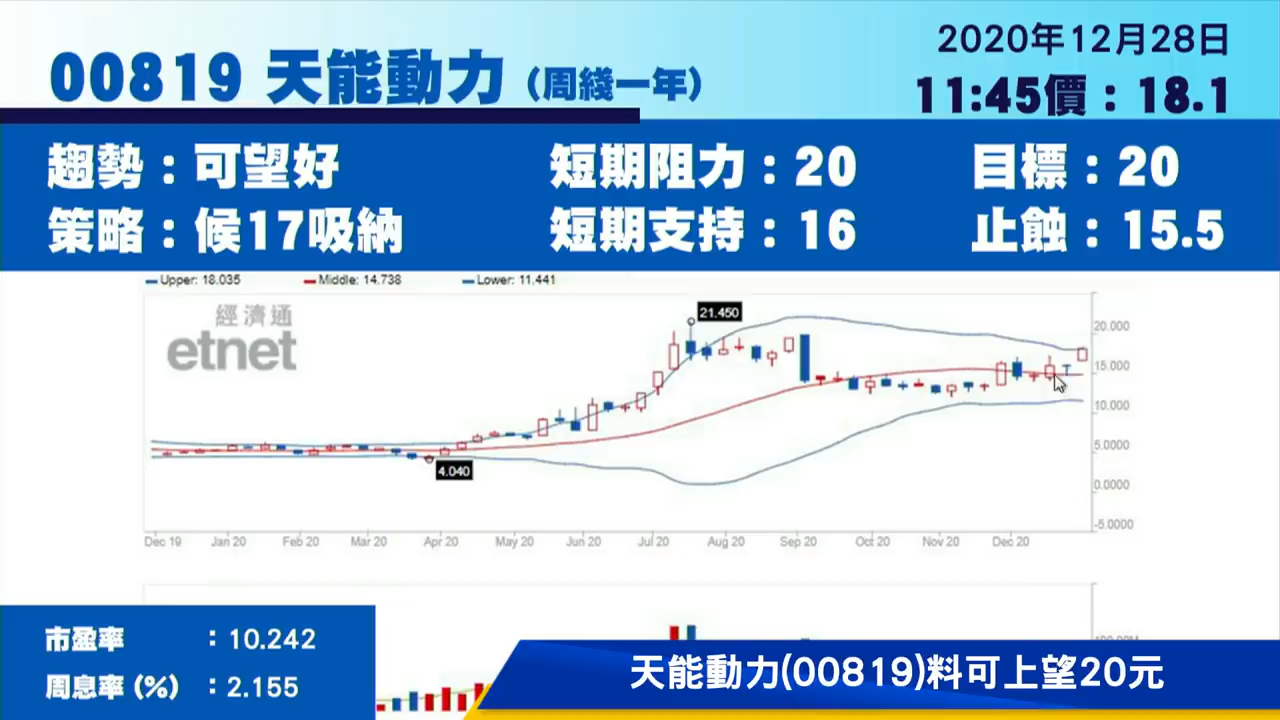 00819 天能動力 (周綫一年)
2020年12月28日
11:45價：18.1
趨勢：可望好
短期阻力：20
目標：20
策略：候17吸納
短期支持：16
止蝕：15.5
Upper: 18.035 Middle: 14.738 Lower: 11.441
經濟通
etnet
21.450
4.040
20.000
15.000
10.000
5.0000
0.0000
-5.0000
Dec 19 Jan 20 Feb 20 Mar 20 Apr 20 May 20 Jun 20 Jul 20 Aug 20 Sep 20 Oct 20 Nov 20 Dec 20
市盈率 ：10.242
周息率 (%) ：2.155
天能動力(00819)料可上望20元